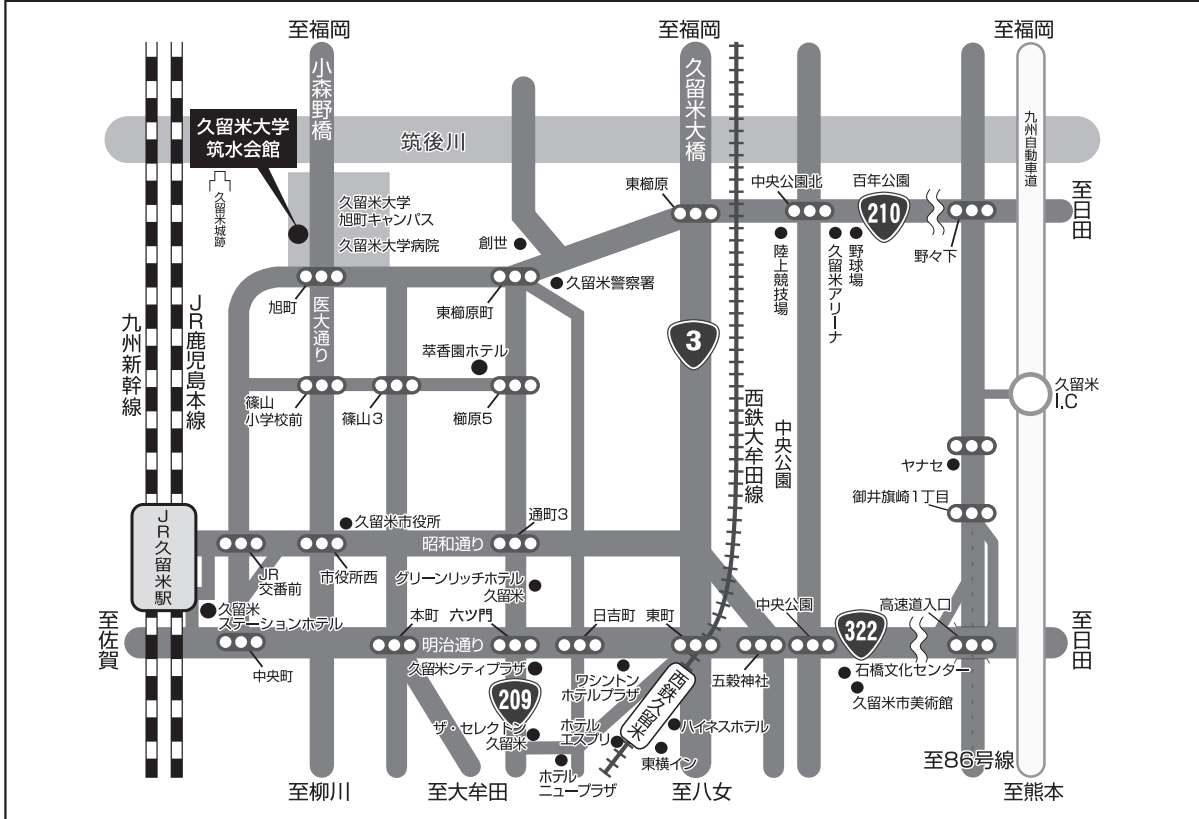 至福岡
至福岡
至福岡
小森野橋
久留米大橋
九州自動車道
久留米大学
筑水会館
筑後川
久留米城跡
久留米大学
旭町キャンパス
久留米大学病院
東櫛原
中央公園北
百年公園
210
至日田
創世
野々下
陸上競技場
久留米アリーナ
野球場
久留米警察署
旭町
医大通り
東櫛原町
九州新幹線
JR鹿児島本線
3
萃香園ホテル
篠山
小学校前
篠山3
櫛原5
西鉄大牟田線
中央公園
久留米
I.C
ヤナセ
御井旗崎1丁目
JR久留米駅
久留米市役所
通町3
昭和通り
JR
交番前
市役所西
グリーンリッチホテル
久留米
久留米
ステーションホテル
本町
六ツ門
日吉町
東町
中央公園
322
高速道入口
至佐賀
至日田
明治通り
中央町
久留米シティプラザ
ワシントン
ホテルプラザ
五穀神社
石橋文化センター
久留米市美術館
209
西鉄久留米
ザ・セレクトン
久留米
ホテル
エスプリ
ハイネスホテル
東横イン
ホテル
ニュープラザ
至86号線
至柳川
至大牟田
至八女
至熊本